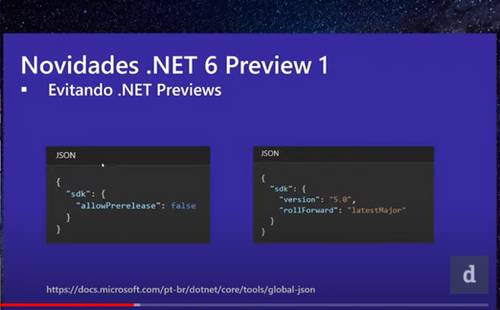 Novidades .NET 6 Preview 1
Evitando .NET Previews
JSON
{
"sdk": {
"allowPrerelease": false
}
}
JSON
{
"sdk": {
"version": "5.0",
"rollForward": "latestMajor"
}
}
https://docs.microsoft.com/pt-br/dotnet/core/tools/global-json
d